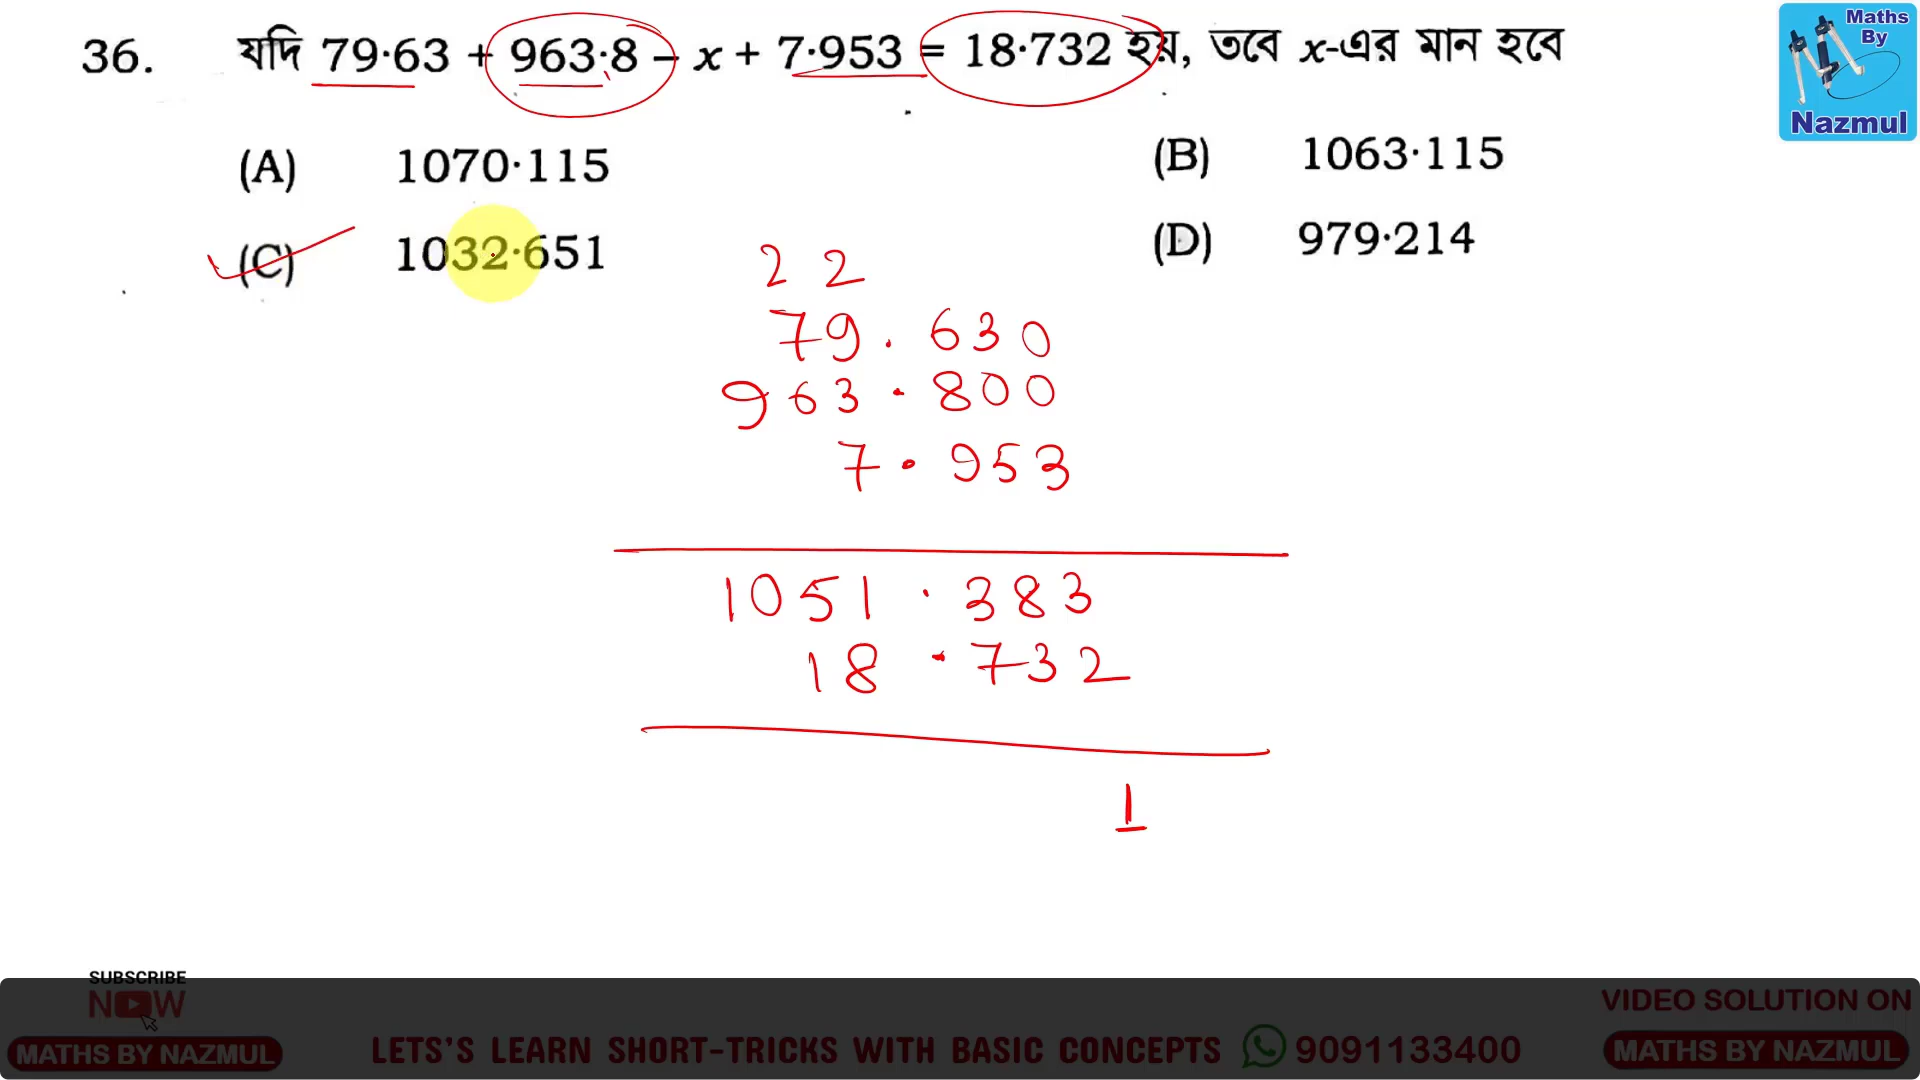 36. যদি 79·63 + 963·8 – x + 7·953 = 18·732 হয়, তবে x-এর মান হবে
Maths
By
Nazmul
(A) 1070·115 (B) 1063·115
(C) 1032·651 (D) 979·214
2 2
79.630
963.800
7.953
1051.383
18.732
1
SUBSCRIBE
NOW
MATHS BY NAZMUL
LETS'S LEARN SHORT-TRICKS WITH BASIC CONCEPTS 9091133400
VIDEO SOLUTION ON
MATHS BY NAZMUL